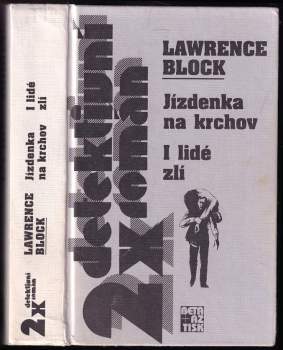 LAWRENCE
BLOCK
Jízdenka
na krchov
I lidé
zlí
2x detektivní
román
BETA
AZ
TISK
I lidé
zlí
Jízdenka
na krchov
LAWRENCE
BLOCK
2x detektivní
román